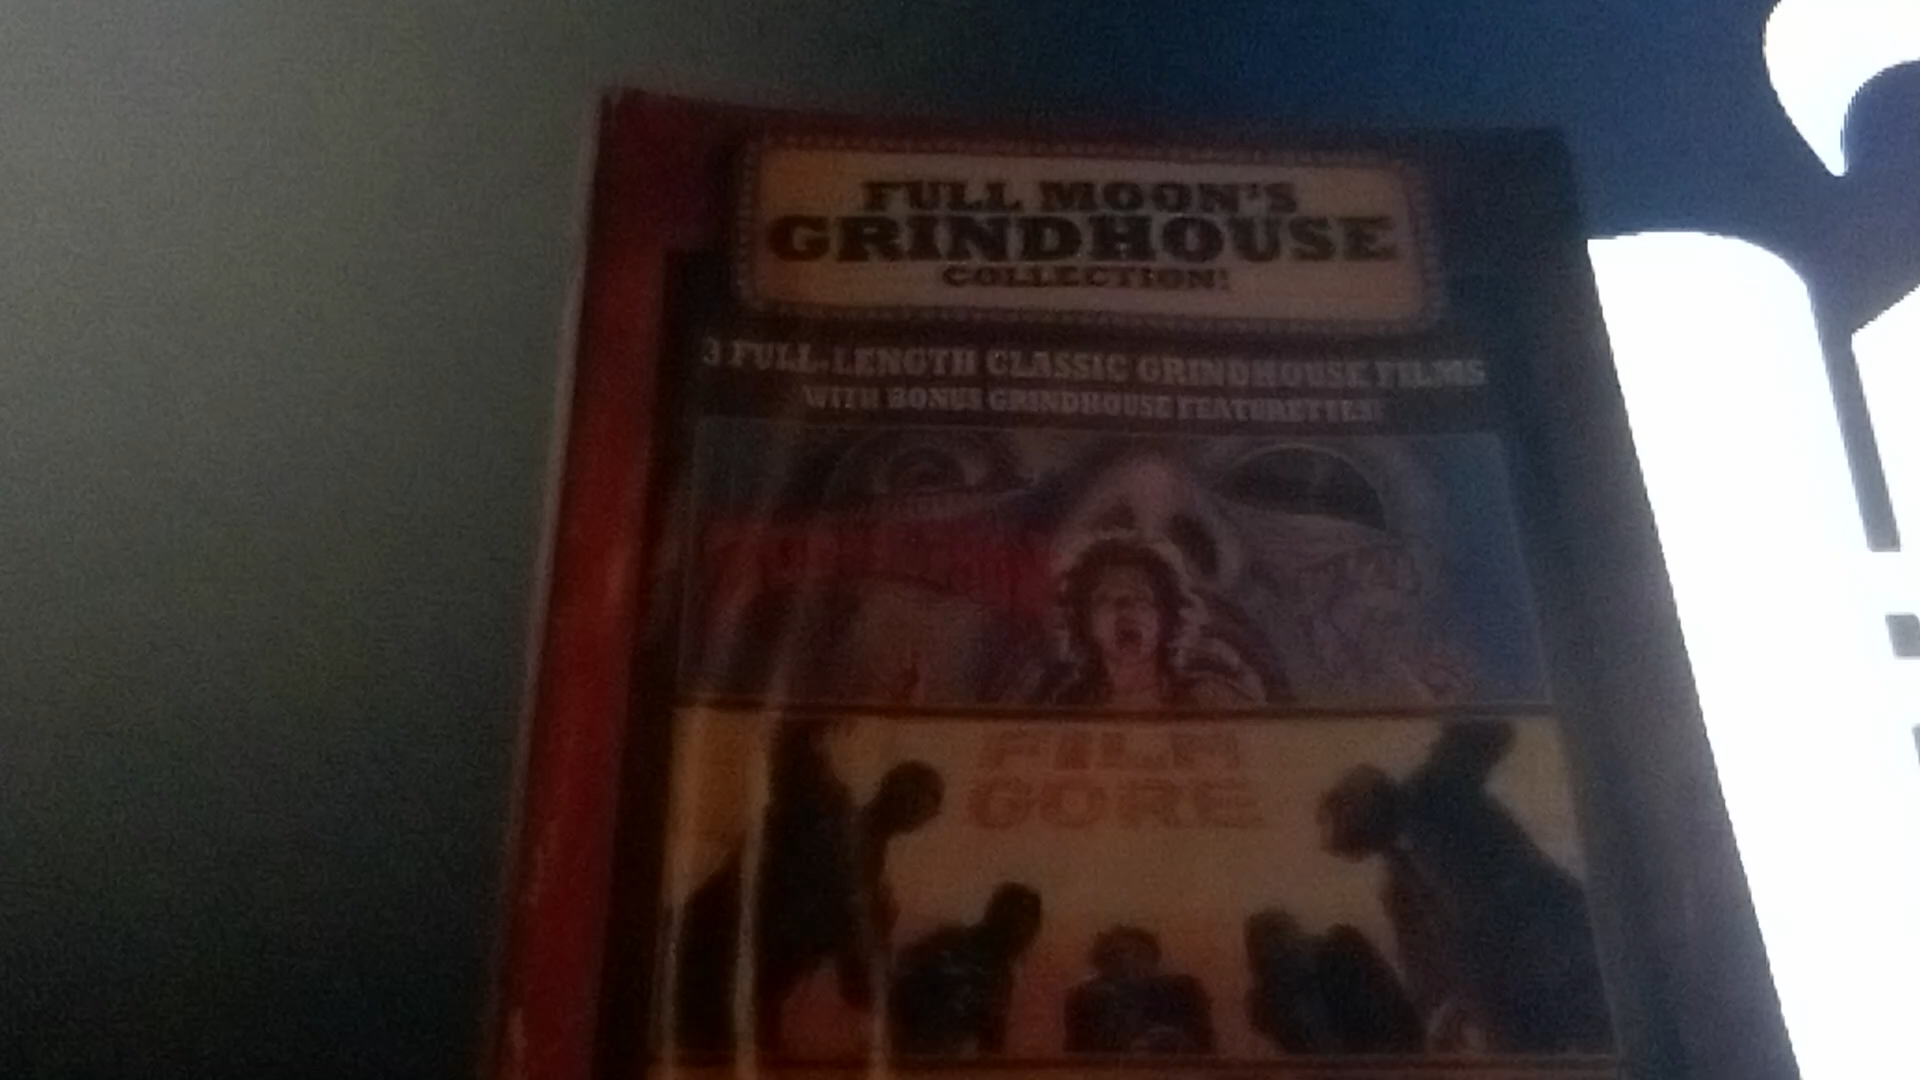 FULL MOON'S
GRINDHOUSE
COLLECTION!
3 FULL-LENGTH CLASSIC GRINDHOUSE FILMS
WITH BONUS GRINDHOUSE FEATURETTES!
FILM
GORE